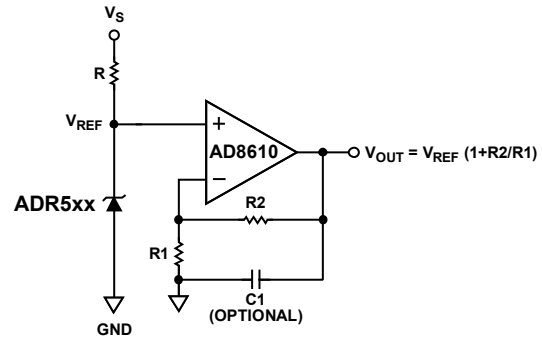 VS
R
VREF
+
AD8610
VOUT = VREF (1+R2/R1)
−
ADR5xx
R2
R1
C1
(OPTIONAL)
GND